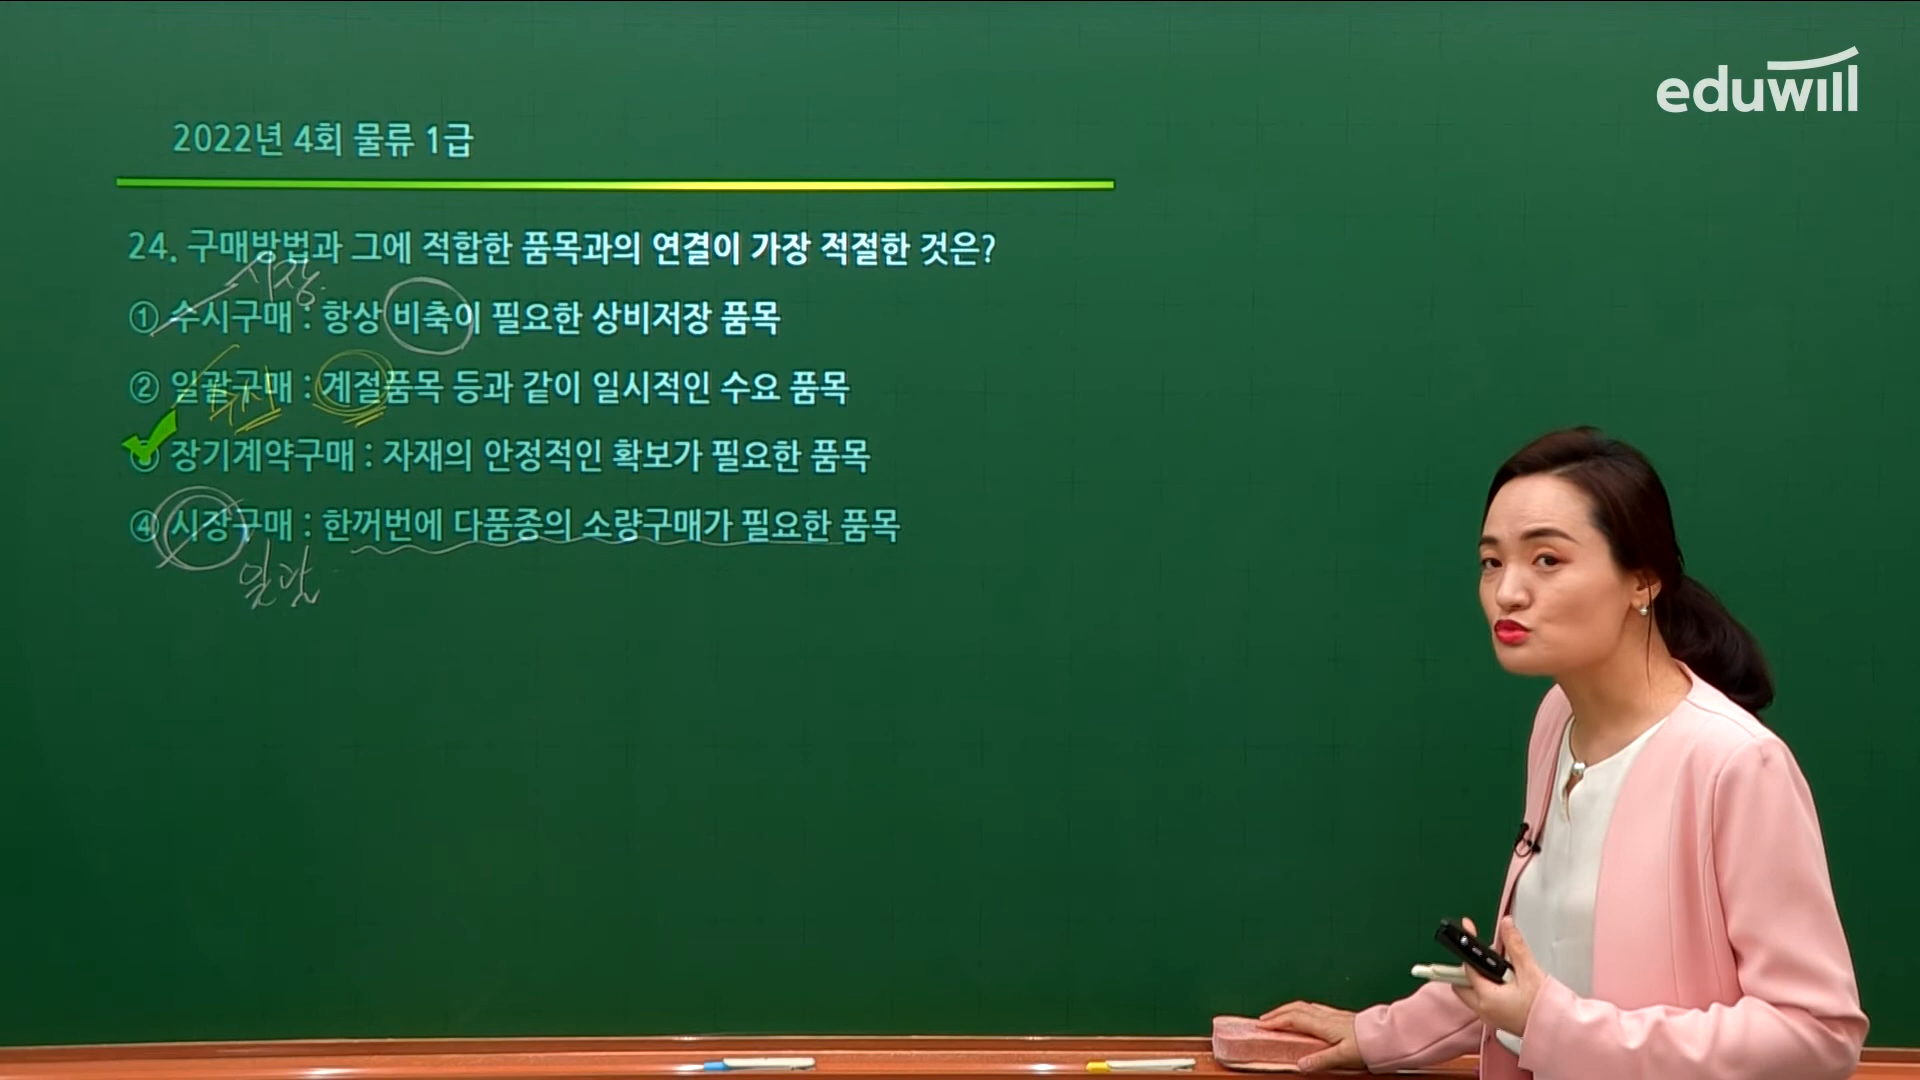 eduwill
2022년 4회 물류 1급
24. 구매방법과 그에 적합한 품목과의 연결이 가장 적절한 것은?
시장
① 수시구매 : 항상 비축이 필요한 상비저장 품목
② 일괄구매 : 계절품목 등과 같이 일시적인 수요 품목
수시
③ 장기계약구매 : 자재의 안정적인 확보가 필요한 품목
④ 시장구매 : 한꺼번에 다품종의 소량구매가 필요한 품목
일괄